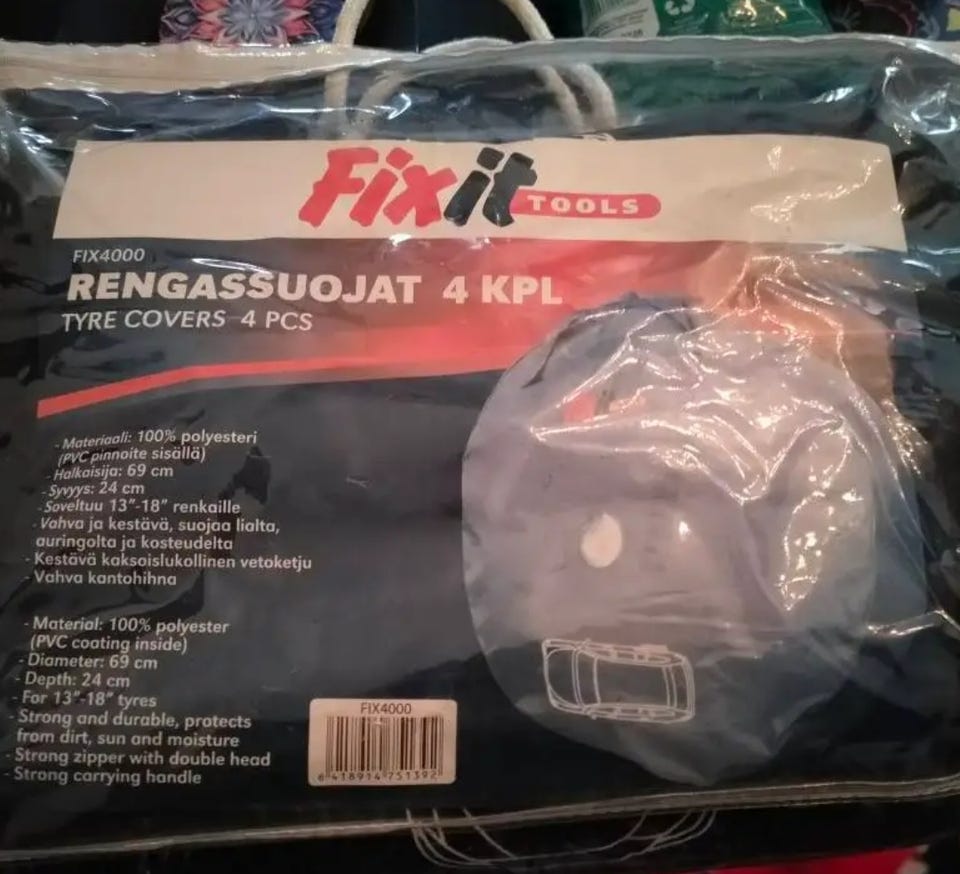 Fixit TOOLS
FIX4000
RENGASSUOJAT 4 KPL
TYRE COVERS 4 PCS
- Materiaali: 100% polyesteri
(PVC pinnoite sisällä)
- Halkaisija: 69 cm
- Syvyys: 24 cm
- Soveltuu 13"-18" renkaille
- Vahva ja kestävä, suojaa lialta,
auringolta ja kosteudelta
- Kestävä kaksoislukollinen vetoketju
- Vahva kantohihna
- Material: 100% polyester
(PVC coating inside)
- Diameter: 69 cm
- Depth: 24 cm
- For 13"-18" tyres
- Strong and durable, protects
from dirt, sun and moisture
- Strong zipper with double head
- Strong carrying handle
FIX4000
6 418914 751392